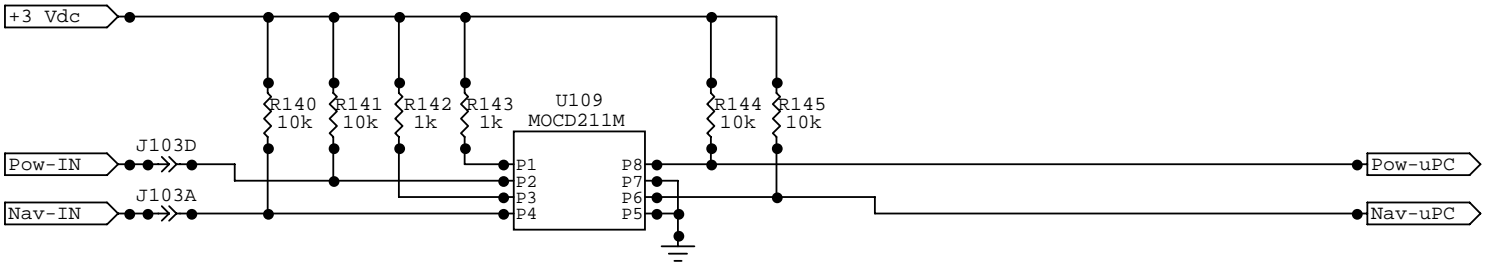 +3 Vdc
R140 R141 R142 R143
10k 10k 1k 1k
U109
MOCD211M
R144 R145
10k 10k
J103D
Pow-IN
P1 P8
Pow-uPC
P2 P7
J103A
P3 P6
Nav-IN
P4 P5
Nav-uPC